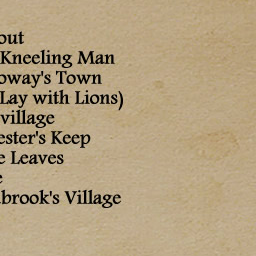 out
Kneeling Man
oway's Town
Lay with Lions)
village
ester's Keep
e Leaves
e
brook's Village